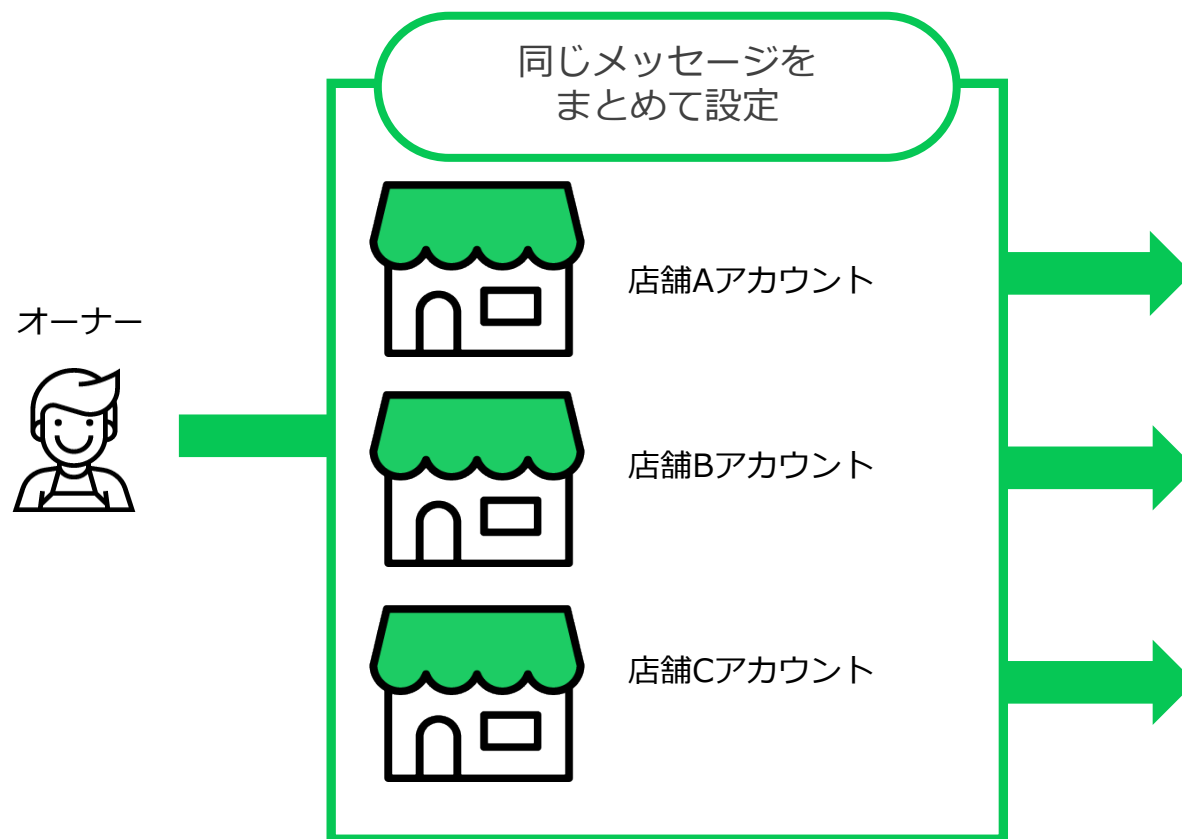 同じメッセージを
まとめて設定
店舗Aアカウント
オーナー
店舗Bアカウント
店舗Cアカウント